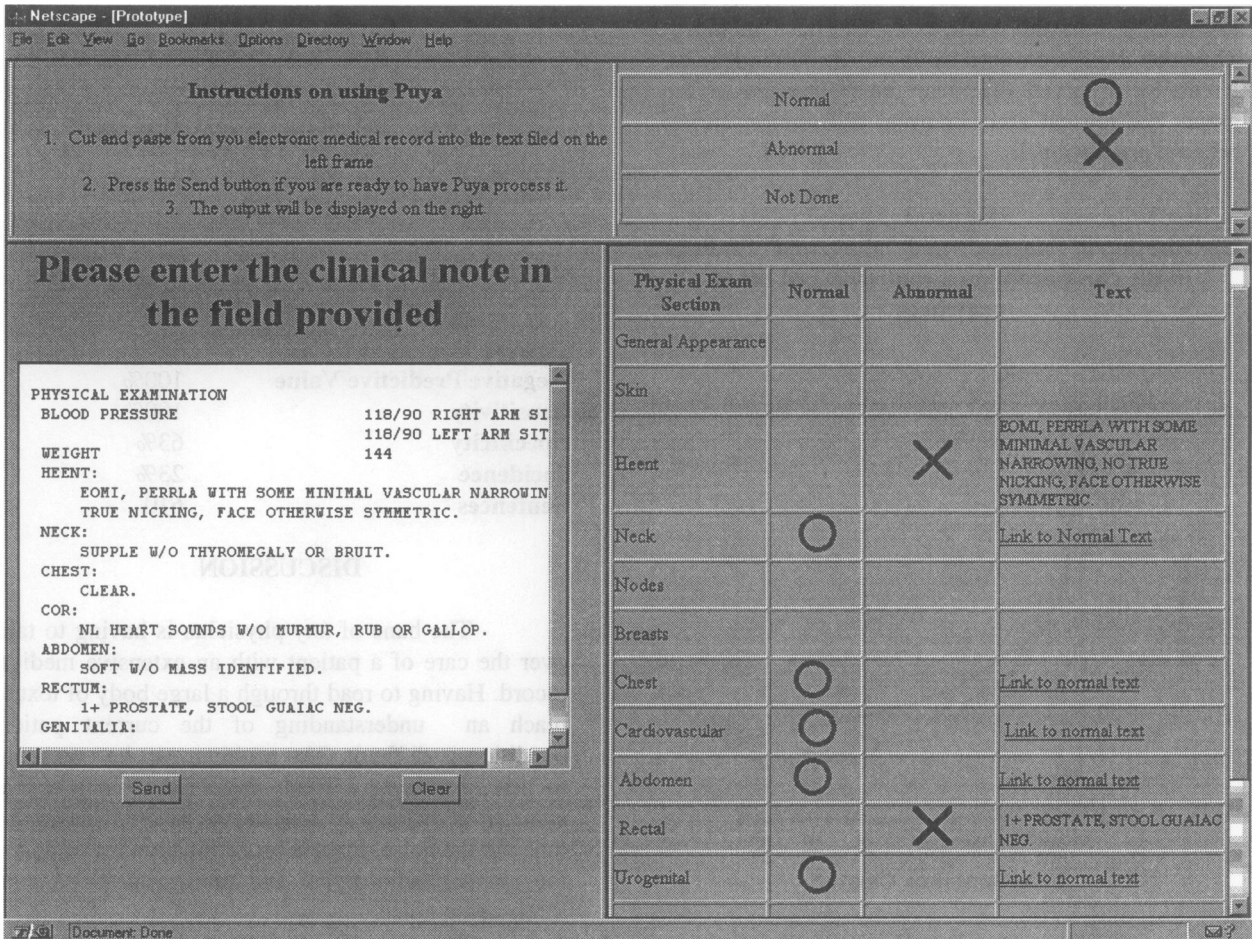 Netscape - [Prototype]
File Edit View Go Bookmarks Options Directory Window Help
Instructions on using Puya
1. Cut and paste from you electronic medical record into the text filed on the
left frame
2. Press the Send button if you are ready to have Puya process it.
3. The output will be displayed on the right.
Normal
Abnormal
Not Done
Please enter the clinical note in
the field provided
PHYSICAL EXAMINATION
BLOOD PRESSURE 118/90 RIGHT ARM SI
118/90 LEFT ARM SIT
WEIGHT 144
HEENT:
EOMI, PERRLA WITH SOME MINIMAL VASCULAR NARROWIN
TRUE NICKING, FACE OTHERWISE SYMMETRIC.
NECK:
SUPPLE W/O THYROMEGALY OR BRUIT.
CHEST:
CLEAR.
COR:
NL HEART SOUNDS W/O MURMUR, RUB OR GALLOP.
ABDOMEN:
SOFT W/O MASS IDENTIFIED.
RECTUM:
1+ PROSTATE, STOOL GUAIAC NEG.
GENITALIA:
Send Clear
Physical Exam
Section Normal Abnormal Text
General Appearance
Skin
Heent
EOMI, PERRLA WITH SOME
MINIMAL VASCULAR
NARROWING, NO TRUE
NICKING, FACE OTHERWISE
SYMMETRIC.
Neck Link to Normal Text
Nodes
Breasts
Chest Link to normal text
Cardiovascular Link to normal text
Abdomen Link to normal text
Rectal 1+ PROSTATE, STOOL GUAIAC
NEG.
Urogenital Link to normal text
Document: Done